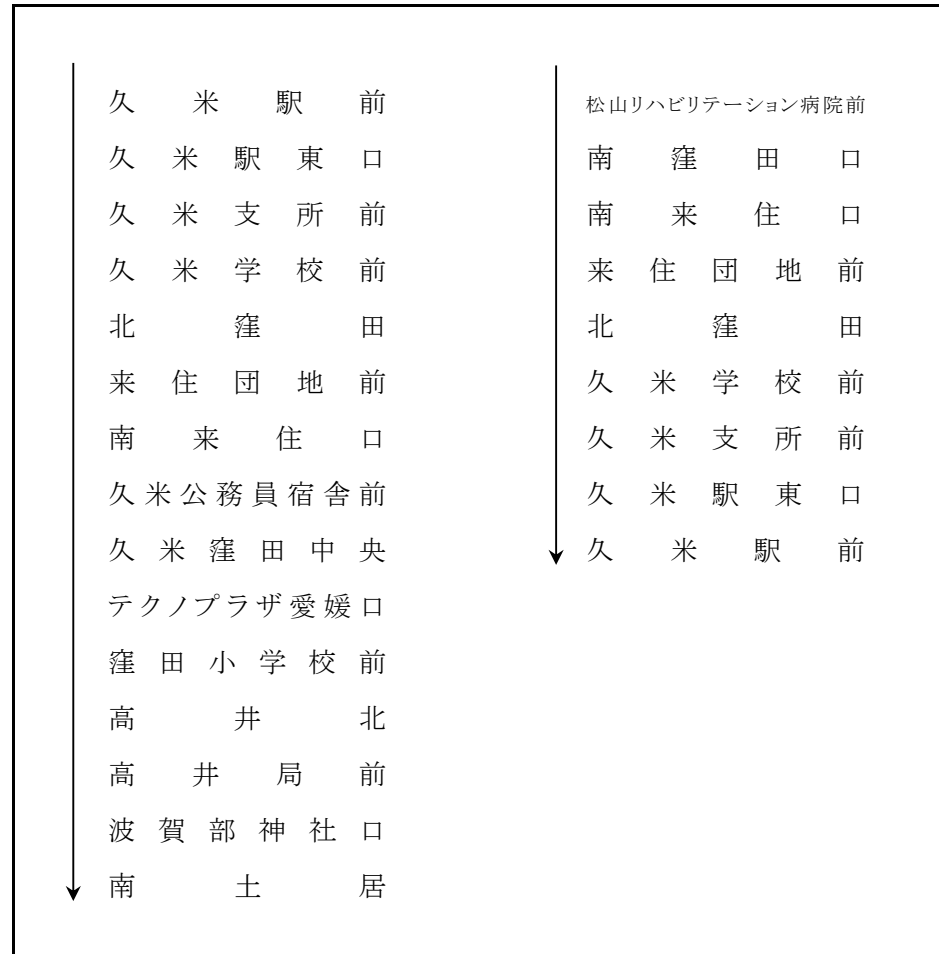 久米駅前
久米駅東口
久米支所前
久米学校前
北窪田
来住団地前
南来住口
久米公務員宿舎前
久米窪田中央
テクノプラザ愛媛口
窪田小学校前
高井北
高井局前
波賀部神社口
南土居
松山リハビリテーション病院前
南窪田口
南来住口
来住団地前
北窪田
久米学校前
久米支所前
久米駅東口
久米駅前